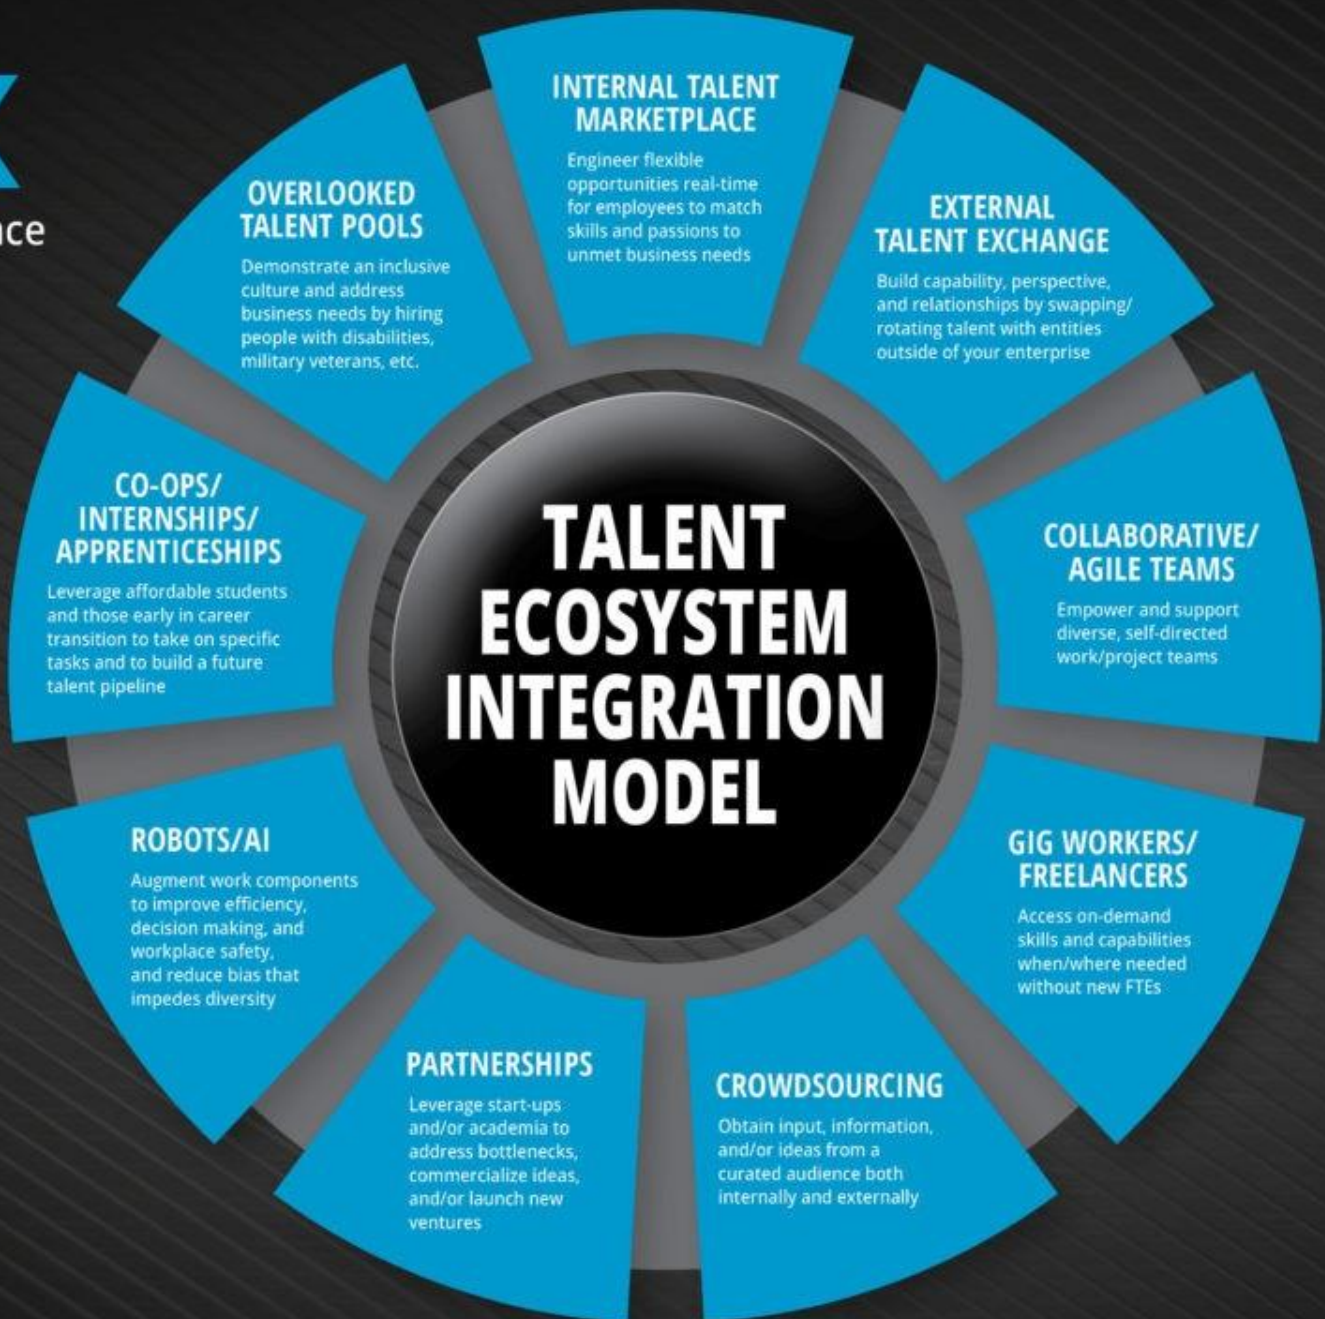 TALENT
ECOSYSTEM
INTEGRATION
MODEL
INTERNAL TALENT
MARKETPLACE
Engineer flexible
opportunities real-time
for employees to match
skills and passions to
unmet business needs
EXTERNAL
TALENT EXCHANGE
Build capability, perspective,
and relationships by swapping/
rotating talent with entities
outside of your enterprise
COLLABORATIVE/
AGILE TEAMS
Empower and support
diverse, self-directed
work/project teams
GIG WORKERS/
FREELANCERS
Access on-demand
skills and capabilities
when/where needed
without new FTEs
CROWDSOURCING
Obtain input, information,
and/or ideas from a
curated audience both
internally and externally
PARTNERSHIPS
Leverage start-ups
and/or academia to
address bottlenecks,
commercialize ideas,
and/or launch new
ventures
ROBOTS/AI
Augment work components
to improve efficiency,
decision making, and
workplace safety,
and reduce bias that
impedes diversity
CO-OPS/
INTERNSHIPS/
APPRENTICESHIPS
Leverage affordable students
and those early in career
transition to take on specific
tasks and to build a future
talent pipeline
OVERLOOKED
TALENT POOLS
Demonstrate an inclusive
culture and address
business needs by hiring
people with disabilities,
military veterans, etc.